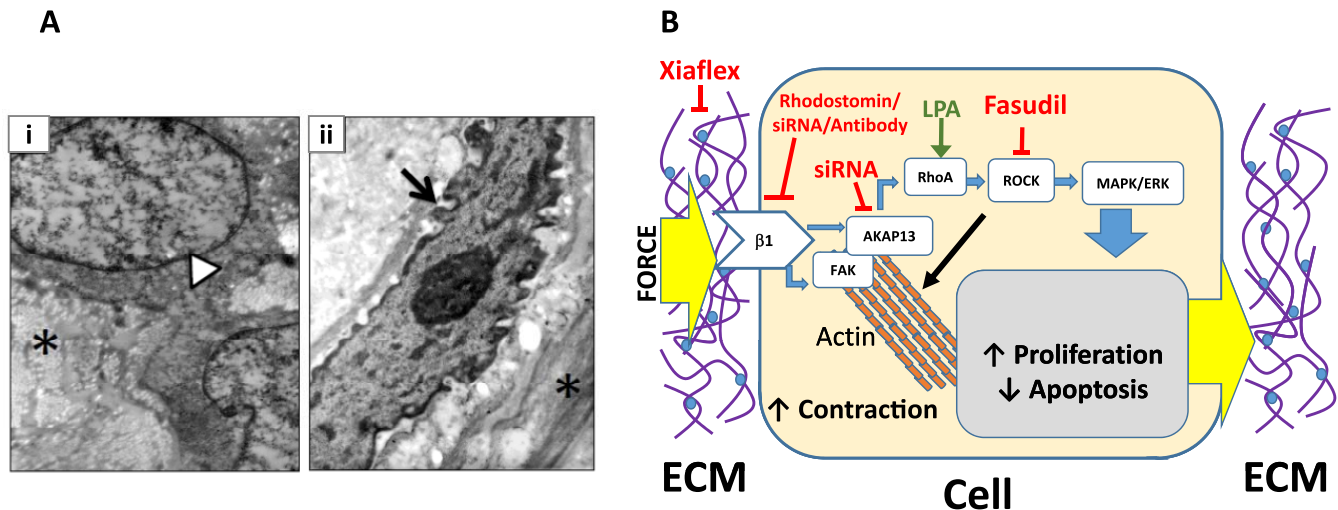 A
B
i
ii
*
*
Xiaflex
Rhodostomin/
siRNA/Antibody
LPA
Fasudil
siRNA
RhoA
ROCK
MAPK/ERK
FORCE
β1
AKAP13
FAK
Actin
↑ Proliferation
↓ Apoptosis
↑ Contraction
ECM
Cell
ECM